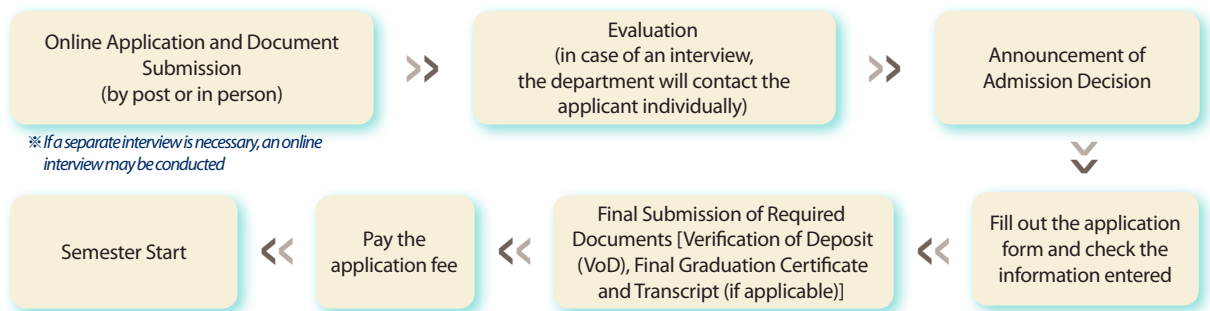 Online Application and Document
Submission
(by post or in person)
Evaluation
(in case of an interview,
the department will contact the
applicant individually)
Announcement of
Admission Decision
※ If a separate interview is necessary, an online
interview may be conducted
Fill out the application
form and check the
information entered
Final Submission of Required
Documents [Verification of Deposit
(VoD), Final Graduation Certificate
and Transcript (if applicable)]
Pay the
application fee
Semester Start